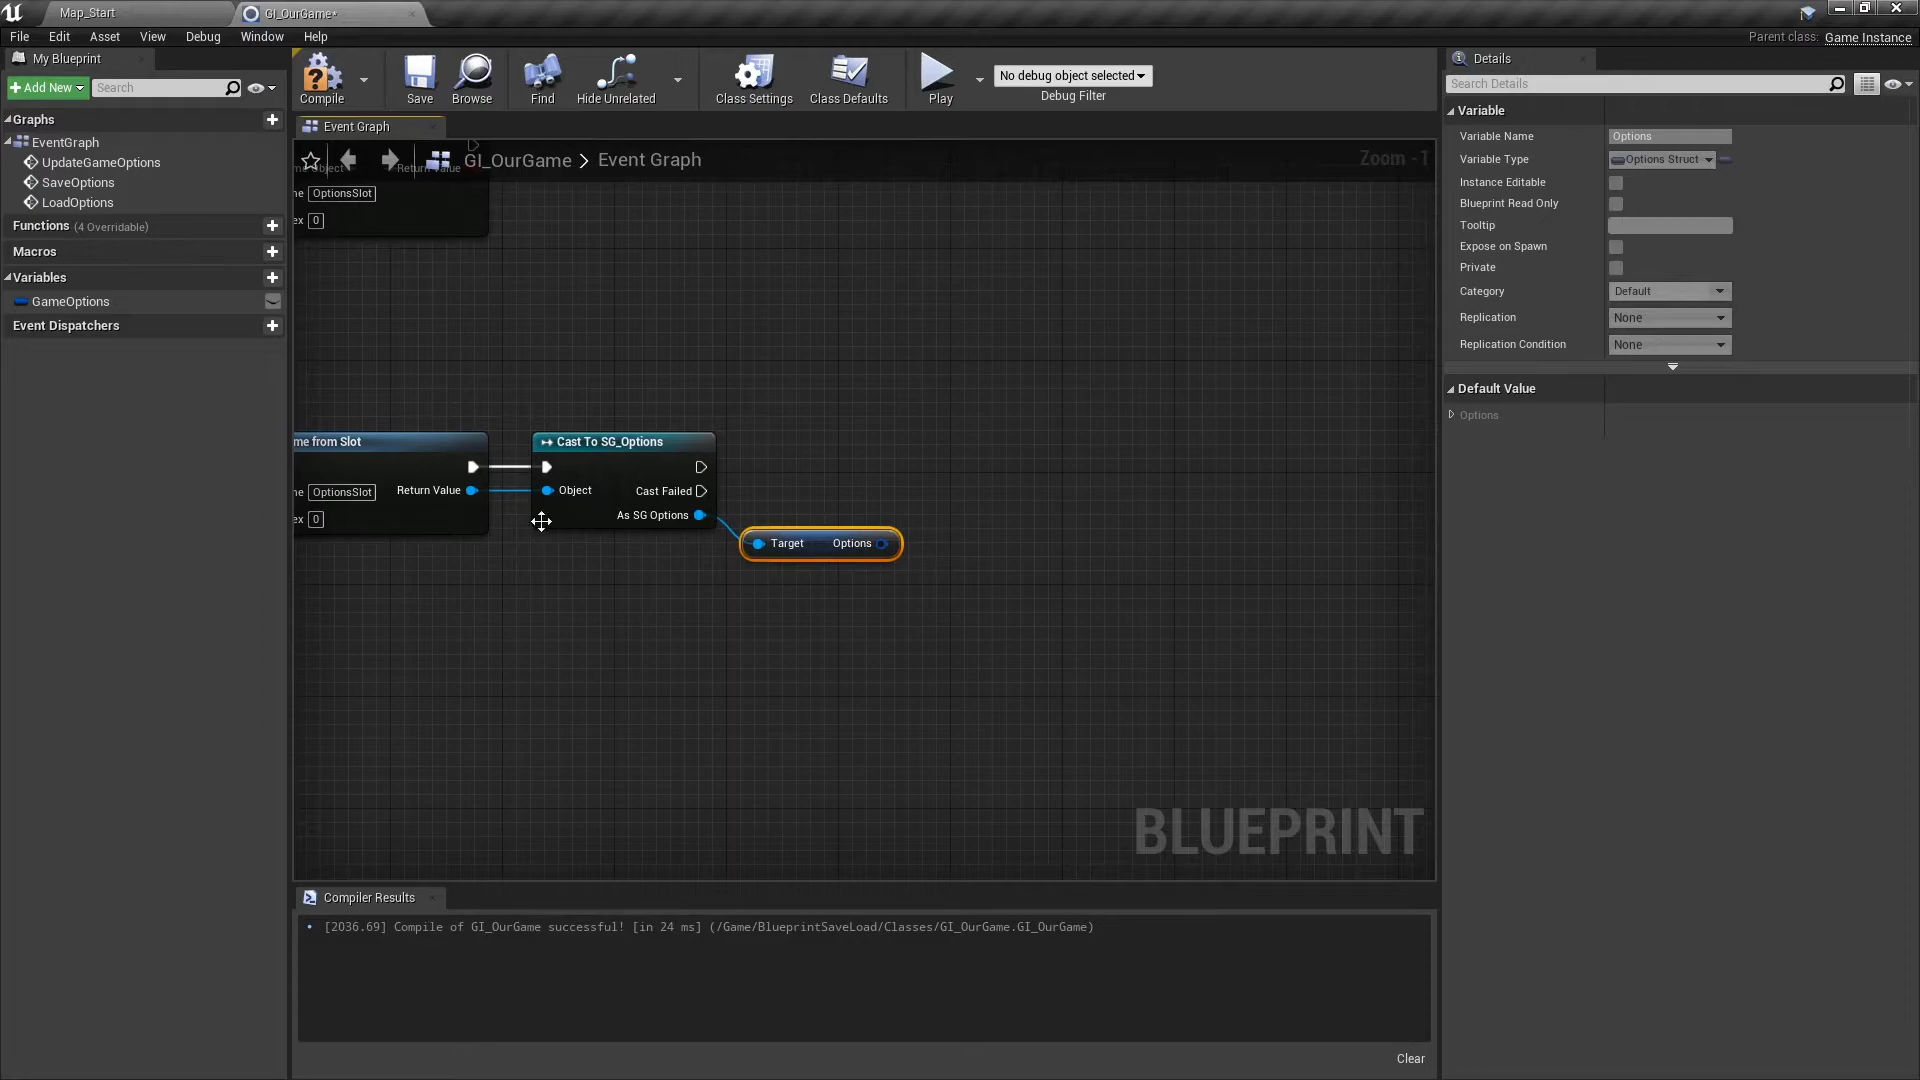 Map_Start
GI_OurGame*
File Edit Asset View Debug Window Help
Parent class: Game Instance
My Blueprint
Add New
Search
Graphs
EventGraph
UpdateGameOptions
SaveOptions
LoadOptions
Functions (4 Overridable)
Macros
Variables
GameOptions
Event Dispatchers
Compile
Save
Browse
Find
Hide Unrelated
Class Settings
Class Defaults
Play
No debug object selected
Debug Filter
Event Graph
GI_OurGame > Event Graph
Zoom -1
Return Value
OptionsSlot
0
me from Slot
Return Value
OptionsSlot
0
Cast To SG_Options
Object
Cast Failed
As SG Options
Target Options
BLUEPRINT
Compiler Results
• [2036.69] Compile of GI_OurGame successful! [in 24 ms] (/Game/BlueprintSaveLoad/Classes/GI_OurGame.GI_OurGame)
Clear
Details
Search Details
Variable
Variable Name Options
Variable Type Options Struct
Instance Editable
Blueprint Read Only
Tooltip
Expose on Spawn
Private
Category Default
Replication None
Replication Condition None
Default Value
Options